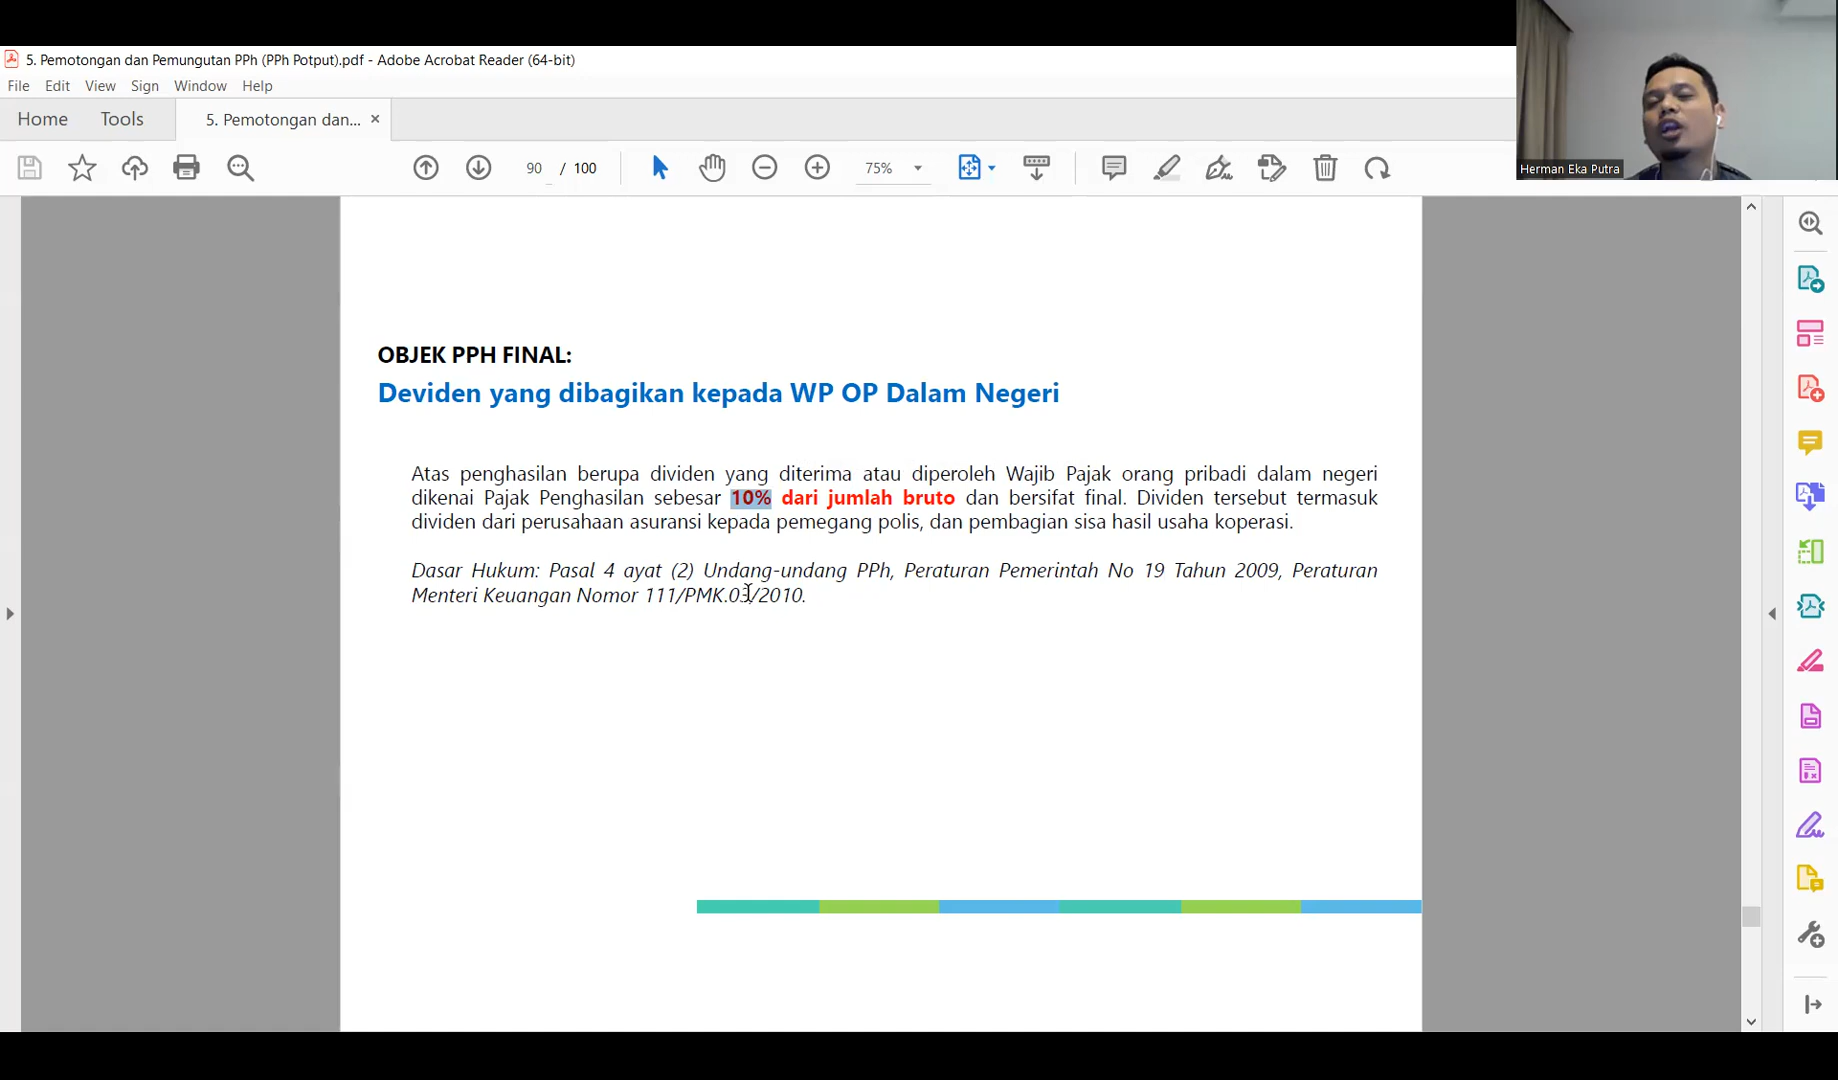 5. Pemotongan dan Pemungutan PPh (PPh Potput).pdf - Adobe Acrobat Reader (64-bit)
File Edit View Sign Window Help
Home Tools 5. Pemotongan dan... ×
90 / 100 75%
Herman Eka Putra
OBJEK PPH FINAL:
Deviden yang dibagikan kepada WP OP Dalam Negeri
Atas penghasilan berupa dividen yang diterima atau diperoleh Wajib Pajak orang pribadi dalam negeri
dikenai Pajak Penghasilan sebesar 10% dari jumlah bruto dan bersifat final. Dividen tersebut termasuk
dividen dari perusahaan asuransi kepada pemegang polis, dan pembagian sisa hasil usaha koperasi.
Dasar Hukum: Pasal 4 ayat (2) Undang-undang PPh, Peraturan Pemerintah No 19 Tahun 2009, Peraturan
Menteri Keuangan Nomor 111/PMK.03/2010.